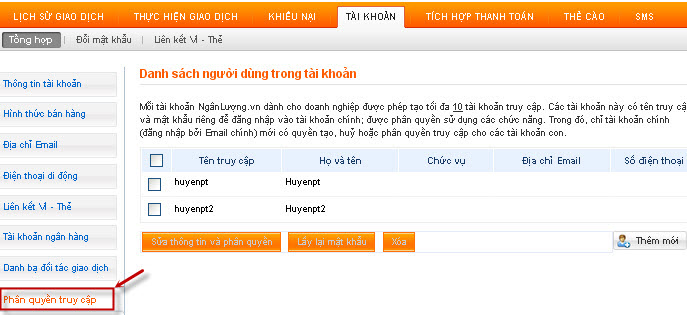 LỊCH SỬ GIAO DỊCH THỰC HIỆN GIAO DỊCH KHIẾU NẠI TÀI KHOẢN TÍCH HỢP THANH TOÁN THẺ CÀO SMS
Tổng hợp Đổi mật khẩu Liên kết Ví - Thẻ
Thông tin tài khoản
Hình thức bán hàng
Địa chỉ Email
Điện thoại di động
Liên kết Ví - Thẻ
Tài khoản ngân hàng
Danh bạ đối tác giao dịch
Phân quyền truy cập
Danh sách người dùng trong tài khoản
Mỗi tài khoản NgânLượng.vn dành cho doanh nghiệp được phép tạo tối đa 10 tài khoản truy cập. Các tài khoản này có tên truy cập
và mật khẩu riêng để đăng nhập vào tài khoản chính; được phân quyền sử dụng các chức năng. Trong đó, chỉ tài khoản chính
(đăng nhập bởi Email chính) mới có quyền tạo, huỷ hoặc phân quyền truy cập cho các tài khoản con.
Tên truy cập Họ và tên Chức vụ Địa chỉ Email Số điện thoại
huyenpt Huyenpt
huyenpt2 Huyenpt2
Sửa thông tin và phân quyền Lấy lại mật khẩu Xóa Thêm mới